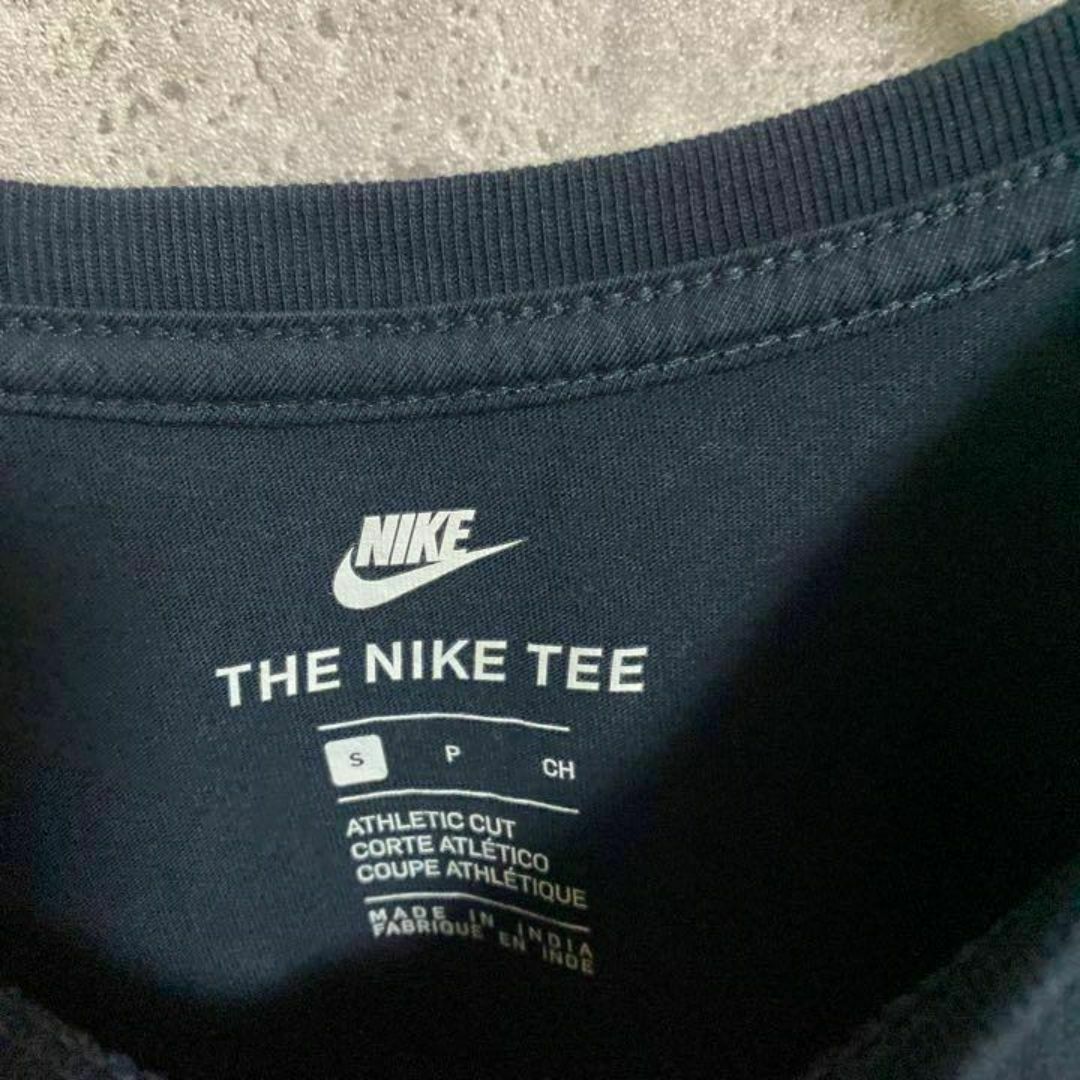 NIKE
THE NIKE TEE
S P CH
ATHLETIC CUT
CORTE ATLÉTICO
COUPE ATHLÉTIQUE
MADE IN INDIA
FABRIQUÉ EN INDE